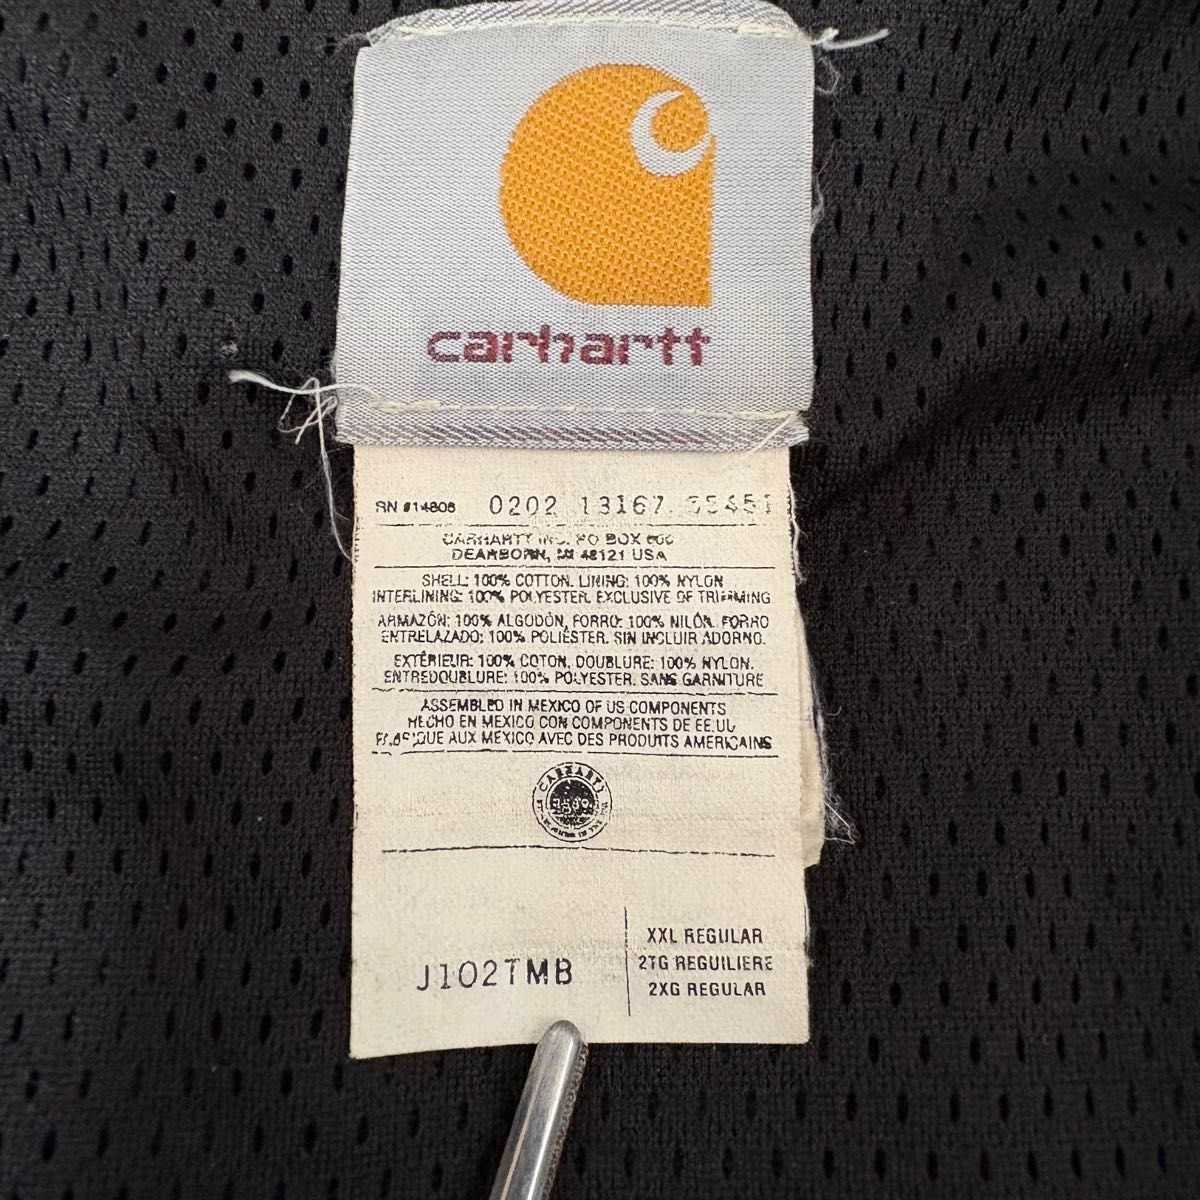 carhartt
RN #14806 0202 13167 55451
CARHARTT INC. PO BOX 600
DEARBORN, MI 48121 USA
SHELL: 100% COTTON. LINING: 100% NYLON
INTERLINING: 100% POLYESTER. EXCLUSIVE OF TRIMMING
ARMAZÓN: 100% ALGODÓN, FORRO: 100% NILÓN. FORRO
ENTRELAZADO: 100% POLIÉSTER. SIN INCLUIR ADORNO.
EXTÉRIEUR: 100% COTON, DOUBLURE: 100% NYLON.
ENTREDOUBLURE: 100% POLYESTER. SANS GARNITURE
ASSEMBLED IN MEXICO OF US COMPONENTS
HECHO EN MEXICO CON COMPONENTS DE EE.UU
FABRIQUE AUX MEXICO AVEC DES PRODUITS AMERICAINS
CARHARTT
J102TMB
XXL REGULAR
2TG REGUILIERE
2XG REGULAR